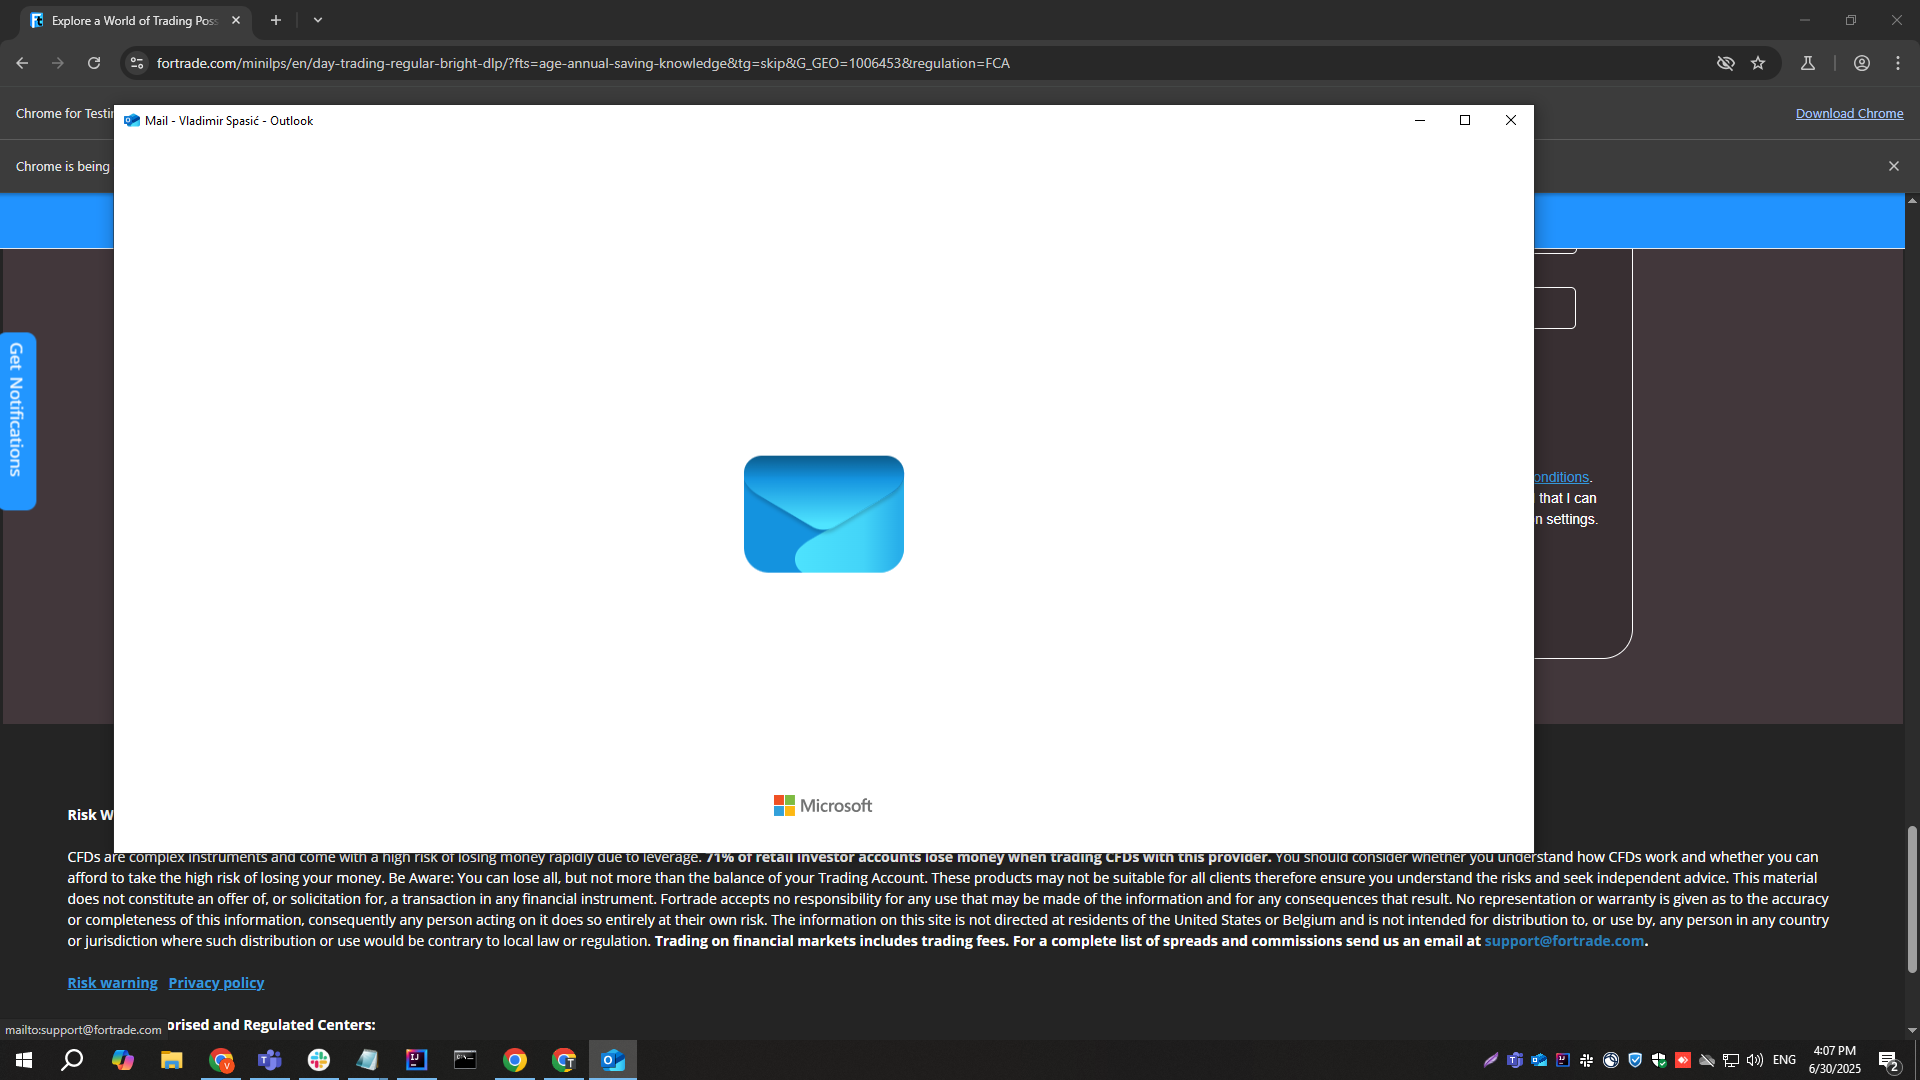 Explore a World of Trading Pos
fortrade.com/minilps/en/day-trading-regular-bright-dlp/?fts=age-annual-saving-knowledge&tg=skip&G_GEO=1006453&regulation=FCA
Chrome for Testin
Download Chrome
Mail - Vladimir Spasić - Outlook
Chrome is being
Get Notifications
onditions.
that I can
n settings.
Microsoft
Risk W
CFDs are complex instruments and come with a high risk of losing money rapidly due to leverage. 71% of retail investor accounts lose money when trading CFDs with this provider. You should consider whether you understand how CFDs work and whether you can
afford to take the high risk of losing your money. Be Aware: You can lose all, but not more than the balance of your Trading Account. These products may not be suitable for all clients therefore ensure you understand the risks and seek independent advice. This material
does not constitute an offer of, or solicitation for, a transaction in any financial instrument. Fortrade accepts no responsibility for any use that may be made of the information and for any consequences that result. No representation or warranty is given as to the accuracy
or completeness of this information, consequently any person acting on it does so entirely at their own risk. The information on this site is not directed at residents of the United States or Belgium and is not intended for distribution to, or use by, any person in any country
or jurisdiction where such distribution or use would be contrary to local law or regulation. Trading on financial markets includes trading fees. For a complete list of spreads and commissions send us an email at support@fortrade.com.
Risk warning Privacy policy
orised and Regulated Centers:
mailto:support@fortrade.com
ENG
4:07 PM
6/30/2025
2